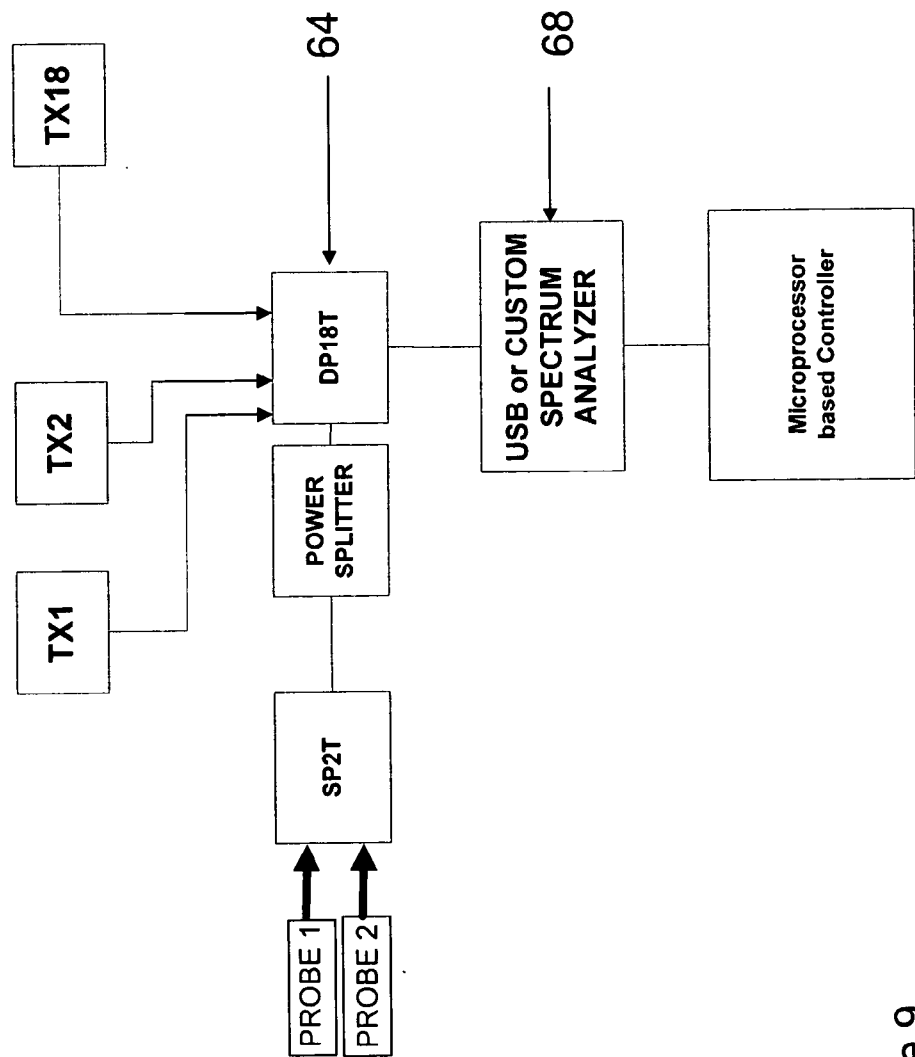 TX1
TX2
TX18
PROBE 1
PROBE 2
SP2T
POWER
SPLITTER
DP18T
64
USB or CUSTOM
SPECTRUM
ANALYZER
68
Microprocessor
based Controller
e 9